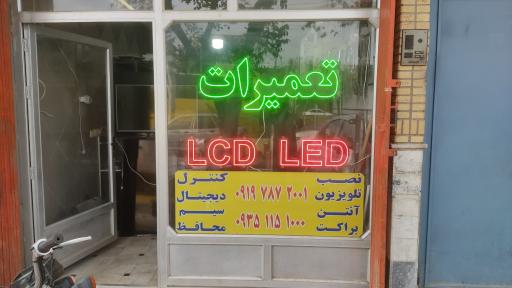 تعمیرات
LCD LED
نصب
تلویزیون
آنتن
براکت
۰۹۱۹ ۷۸۷ ۲۰۰۱
۰۹۳۵ ۱۱۵ ۱۰۰۰
کنترل
دیجیتال
سیم
محافظ